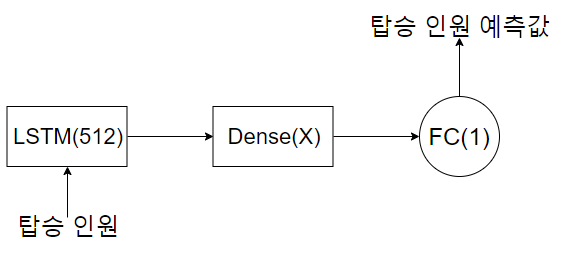 탑승 인원 예측값
LSTM(512)
Dense(X)
FC(1)
탑승 인원